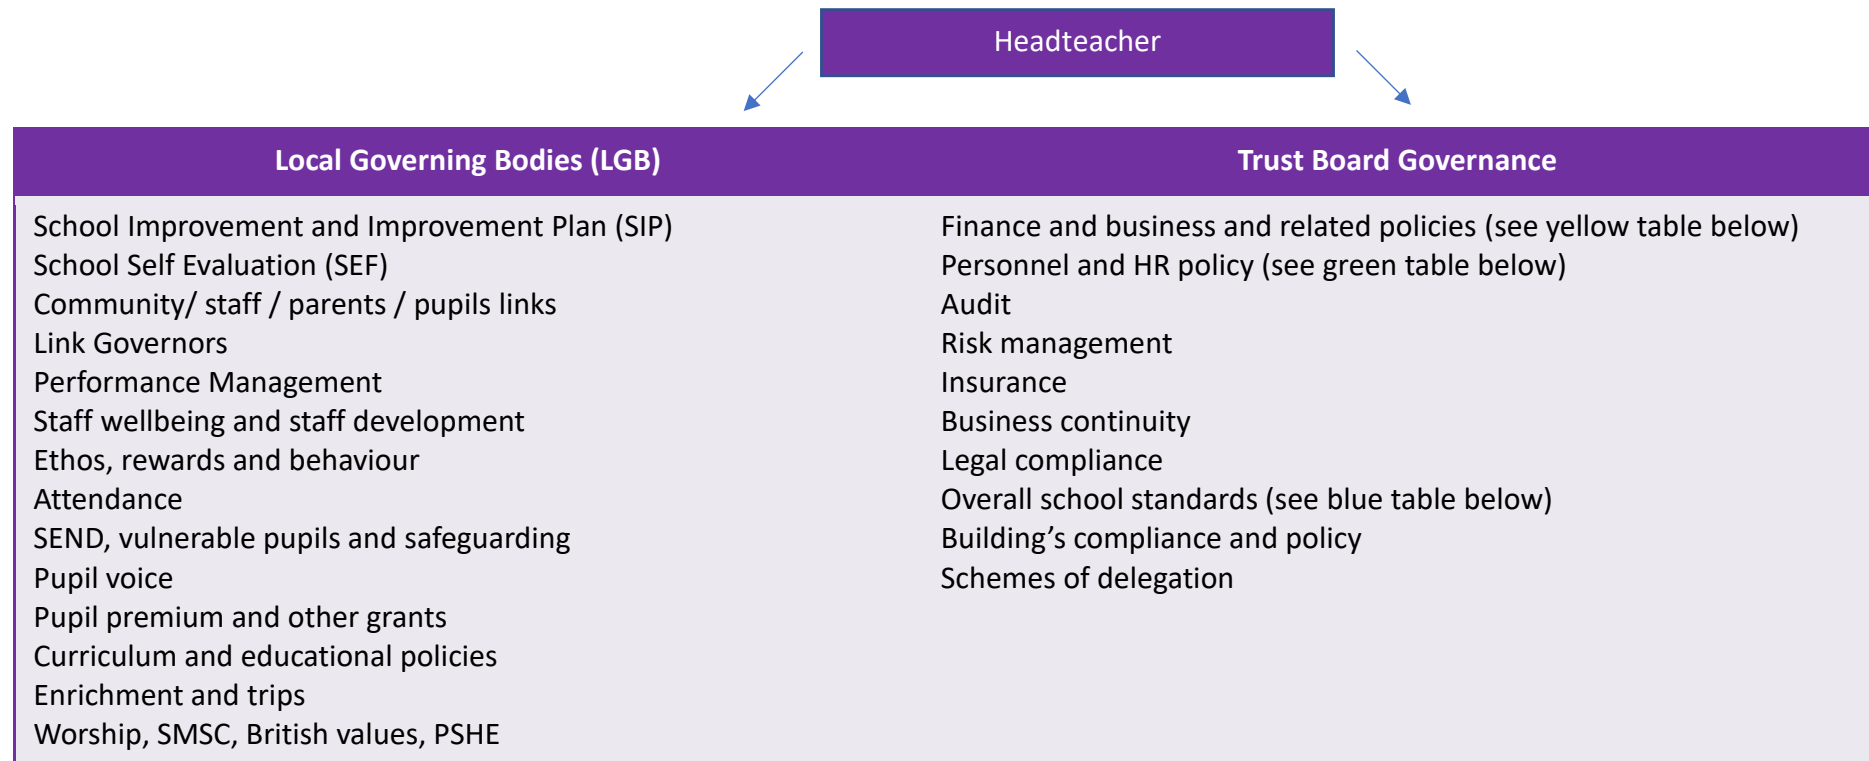 Headteacher
Local Governing Bodies (LGB)
Trust Board Governance
School Improvement and Improvement Plan (SIP)
School Self Evaluation (SEF)
Community/ staff / parents / pupils links
Link Governors
Performance Management
Staff wellbeing and staff development
Ethos, rewards and behaviour
Attendance
SEND, vulnerable pupils and safeguarding
Pupil voice
Pupil premium and other grants
Curriculum and educational policies
Enrichment and trips
Worship, SMSC, British values, PSHE
Finance and business and related policies (see yellow table below)
Personnel and HR policy (see green table below)
Audit
Risk management
Insurance
Business continuity
Legal compliance
Overall school standards (see blue table below)
Building’s compliance and policy
Schemes of delegation